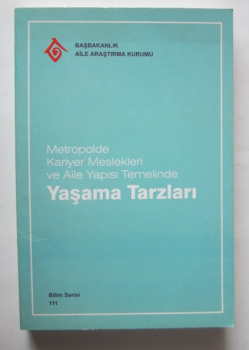 BAŞBAKANLIK
AİLE ARAŞTIRMA KURUMU
Metropolde
Kariyer Meslekleri
ve Aile Yapısı Temelinde
Yaşama Tarzları
Bilim Serisi
111